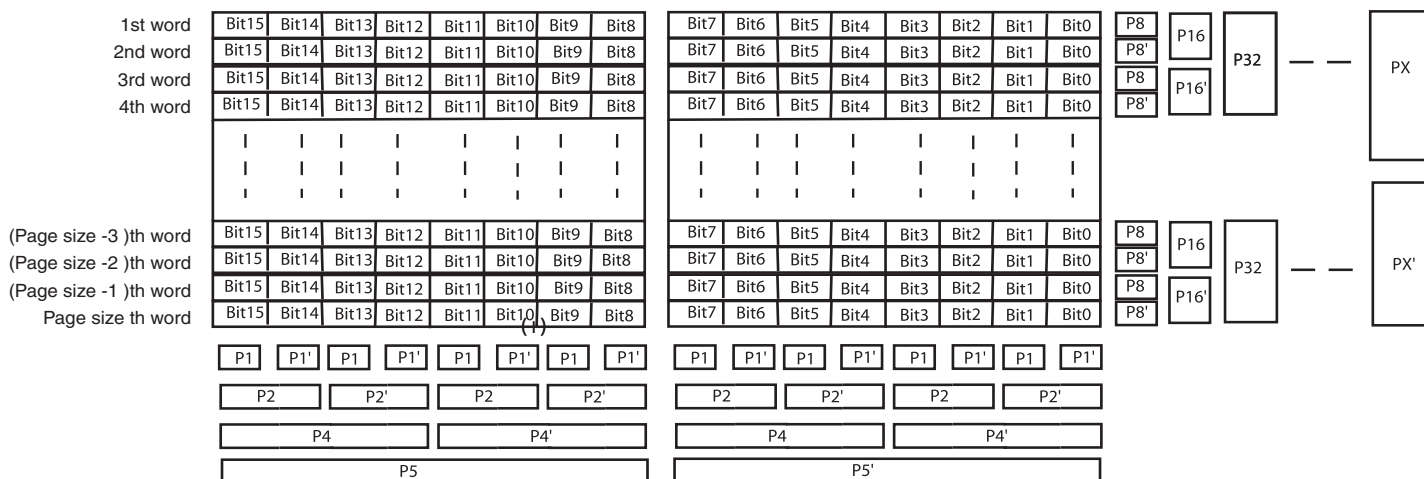 1st word Bit15 Bit14 Bit13 Bit12 Bit11 Bit10 Bit9 Bit8 Bit7 Bit6 Bit5 Bit4 Bit3 Bit2 Bit1 Bit0 P8 P16 P32 PX
2nd word Bit15 Bit14 Bit13 Bit12 Bit11 Bit10 Bit9 Bit8 Bit7 Bit6 Bit5 Bit4 Bit3 Bit2 Bit1 Bit0 P8'
3rd word Bit15 Bit14 Bit13 Bit12 Bit11 Bit10 Bit9 Bit8 Bit7 Bit6 Bit5 Bit4 Bit3 Bit2 Bit1 Bit0 P8 P16'
4th word Bit15 Bit14 Bit13 Bit12 Bit11 Bit10 Bit9 Bit8 Bit7 Bit6 Bit5 Bit4 Bit3 Bit2 Bit1 Bit0 P8'
(Page size -3 )th word Bit15 Bit14 Bit13 Bit12 Bit11 Bit10 Bit9 Bit8 Bit7 Bit6 Bit5 Bit4 Bit3 Bit2 Bit1 Bit0 P8 P16 P32 PX'
(Page size -2 )th word Bit15 Bit14 Bit13 Bit12 Bit11 Bit10 Bit9 Bit8 Bit7 Bit6 Bit5 Bit4 Bit3 Bit2 Bit1 Bit0 P8'
(Page size -1 )th word Bit15 Bit14 Bit13 Bit12 Bit11 Bit10 Bit9 Bit8 Bit7 Bit6 Bit5 Bit4 Bit3 Bit2 Bit1 Bit0 P8 P16'
Page size th word Bit15 Bit14 Bit13 Bit12 Bit11 Bit10 Bit9 Bit8 Bit7 Bit6 Bit5 Bit4 Bit3 Bit2 Bit1 Bit0 P8'
P1 P1' P1 P1' P1 P1' P1 P1' P1 P1' P1 P1' P1 P1' P1 P1'
P2 P2' P2 P2' P2 P2' P2 P2'
P4 P4' P4 P4'
P5 P5'